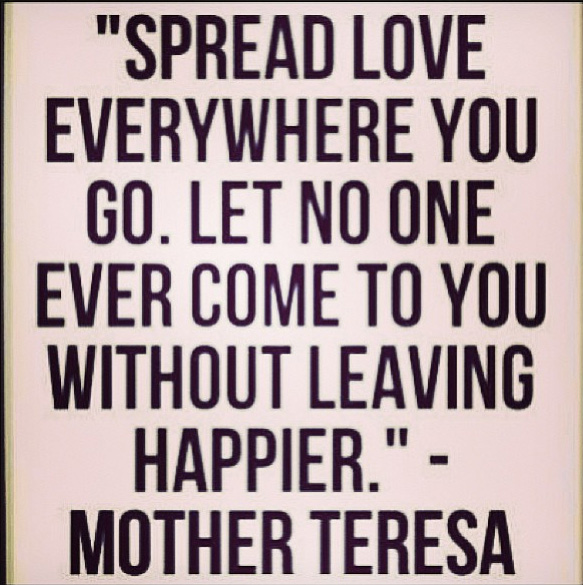 "SPREAD LOVE
EVERYWHERE YOU
GO. LET NO ONE
EVER COME TO YOU
WITHOUT LEAVING
HAPPIER." -
MOTHER TERESA